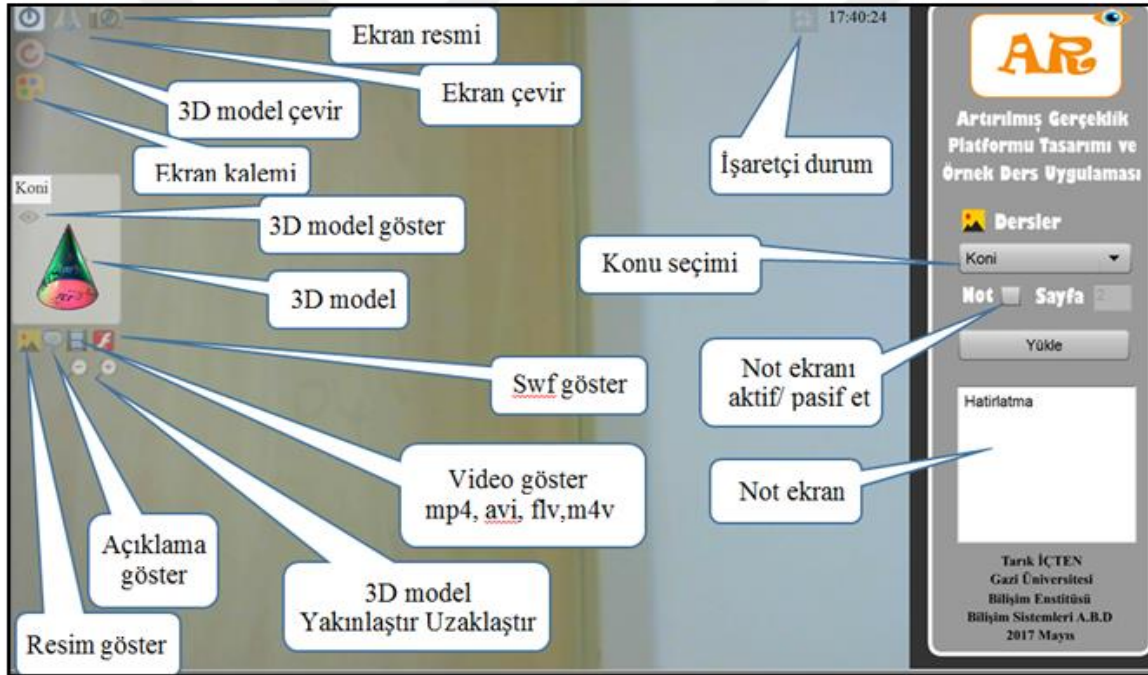 Ekran resmi
17:40:24
AR
Ekran çevir
3D model çevir
Artırılmış Gerçeklik
Platformu Tasarımı ve
Örnek Ders Uygulaması
İşaretçi durum
Ekran kalemi
Koni
3D model göster
Dersler
Konu seçimi
Koni
3D model
Not
Sayfa
2
Yükle
Not ekranı
aktif/ pasif et
Swf göster
Hatirlatma
Video göster
mp4, avi, flv,m4v
Not ekran
Açıklama
göster
3D model
Yakınlaştır Uzaklaştır
Resim göster
Tarık İÇTEN
Gazi Üniversitesi
Bilişim Enstitüsü
Bilişim Sistemleri A.B.D
2017 Mayıs